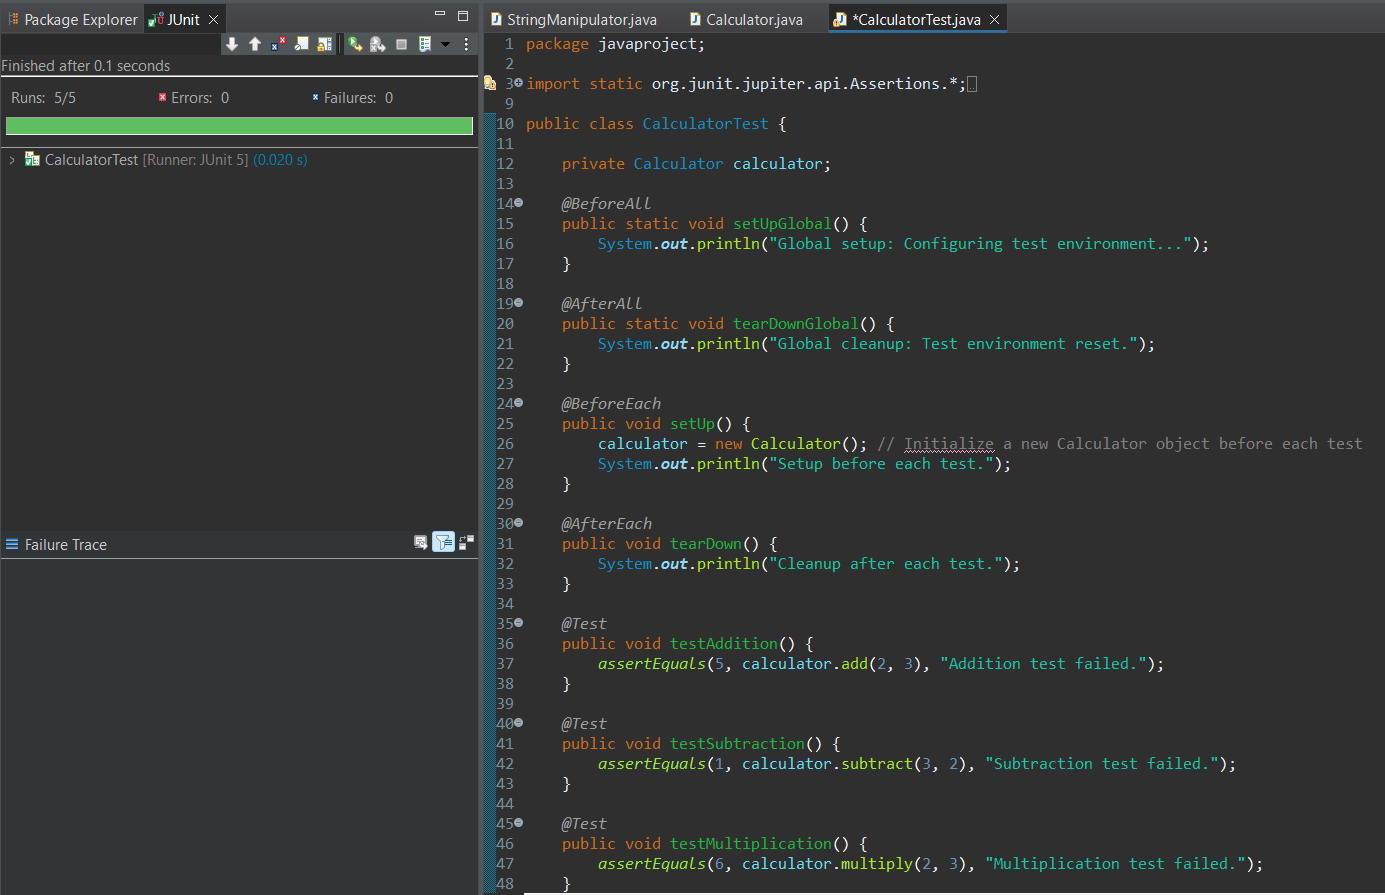 Package Explorer
JUnit
Finished after 0.1 seconds
Runs: 5/5
Errors: 0
Failures: 0
CalculatorTest [Runner: JUnit 5] (0.020 s)
Failure Trace
StringManipulator.java
Calculator.java
*CalculatorTest.java
1 package javaproject;
2
3 import static org.junit.jupiter.api.Assertions.*;
9
10 public class CalculatorTest {
11
12 private Calculator calculator;
13
14 @BeforeAll
15 public static void setUpGlobal() {
16 System.out.println("Global setup: Configuring test environment...");
17 }
18
19 @AfterAll
20 public static void tearDownGlobal() {
21 System.out.println("Global cleanup: Test environment reset.");
22 }
23
24 @BeforeEach
25 public void setUp() {
26 calculator = new Calculator(); // Initialize a new Calculator object before each test
27 System.out.println("Setup before each test.");
28 }
29
30 @AfterEach
31 public void tearDown() {
32 System.out.println("Cleanup after each test.");
33 }
34
35 @Test
36 public void testAddition() {
37 assertEquals(5, calculator.add(2, 3), "Addition test failed.");
38 }
39
40 @Test
41 public void testSubtraction() {
42 assertEquals(1, calculator.subtract(3, 2), "Subtraction test failed.");
43 }
44
45 @Test
46 public void testMultiplication() {
47 assertEquals(6, calculator.multiply(2, 3), "Multiplication test failed.");
48 }